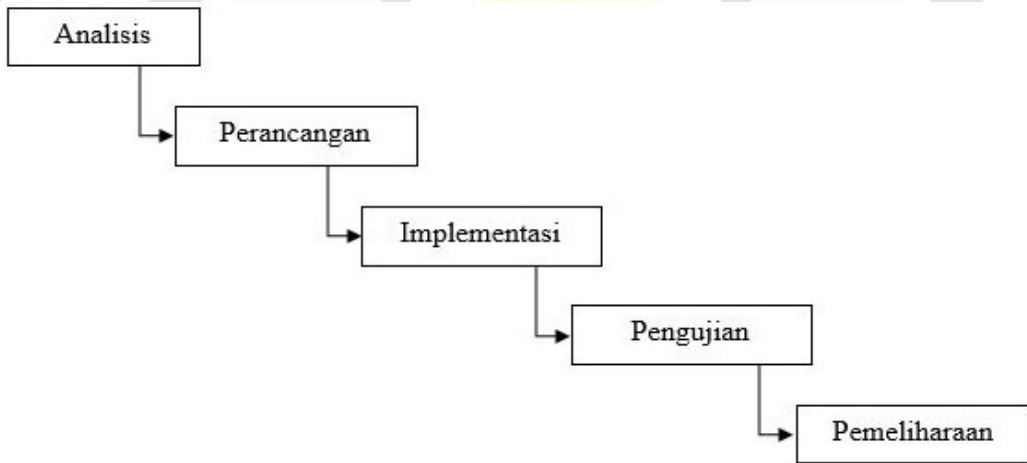 Analisis
Perancangan
Implementasi
Pengujian
Pemeliharaan